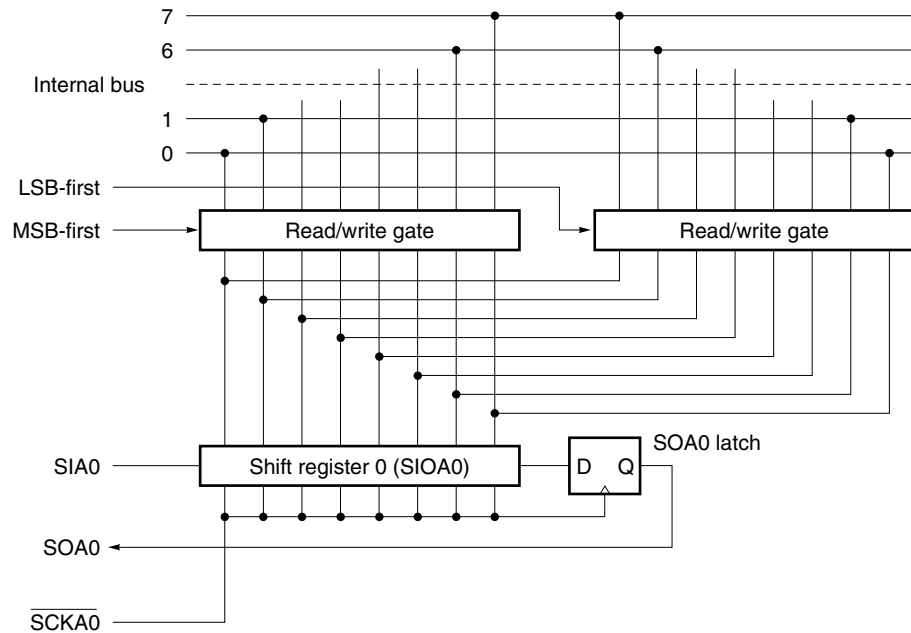 7
6
Internal bus
1
0
LSB-first
MSB-first
Read/write gate
Read/write gate
SOA0 latch
SIA0
Shift register 0 (SIOA0)
D Q
SOA0
SCKA0